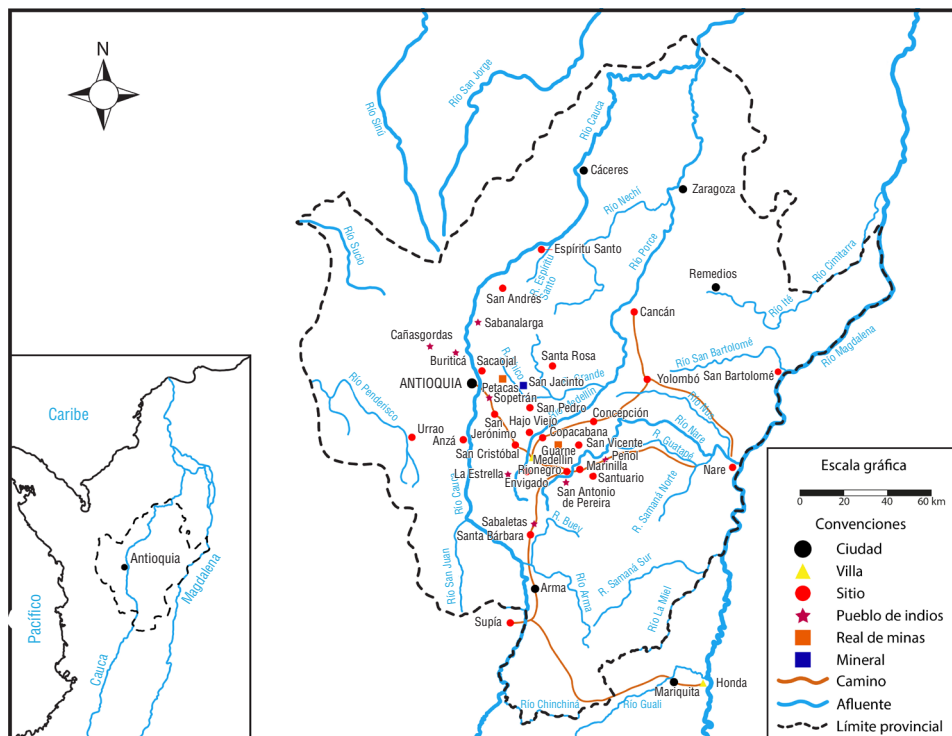 N
Río Sinú
Río San Jorge
Río Cauca
Cáceres
Zaragoza
Río Nechí
Río Porce
Río Sucio
Espíritu Santo
R. Espíritu
Santo
Remedios
Río Cimitarra
Río Ité
San Andrés
Cancán
Río Magdalena
Sabanalarga
Cañasgordas
Buriticá
Sacaojal
Santa Rosa
Río San Bartolomé
San Bartolomé
Yolombó
ANTIOQUIA
Petacas
San Jacinto
R. Chico
Grande
Río Medellín
Sopetrán
Río Penderisco
San Pedro
Concepción
Río Nus
Río Nare
San
Jerónimo
Hajo Viejo
Copacabana
Urrao
Anzá
San Cristóbal
Guarne
San Vicente
R. Guatapé
Medellín
Peñol
La Estrella
Rionegro
Marinilla
Nare
Envigado
Santuario
San Antonio
de Pereira
Río Cauca
R. Samaná Norte
Sabaletas
R. Buey
Santa Bárbara
Río San Juan
Río Arma
R. Samaná Sur
Arma
Río La Miel
Supía
Mariquita
Honda
Río Chinchina
Río Gualí
Caribe
Antioquia
Magdalena
Pacífico
Cauca
Escala gráfica
0 20 40 60 km
Convenciones
Ciudad
Villa
Sitio
Pueblo de indios
Real de minas
Mineral
Camino
Afluente
Límite provincial